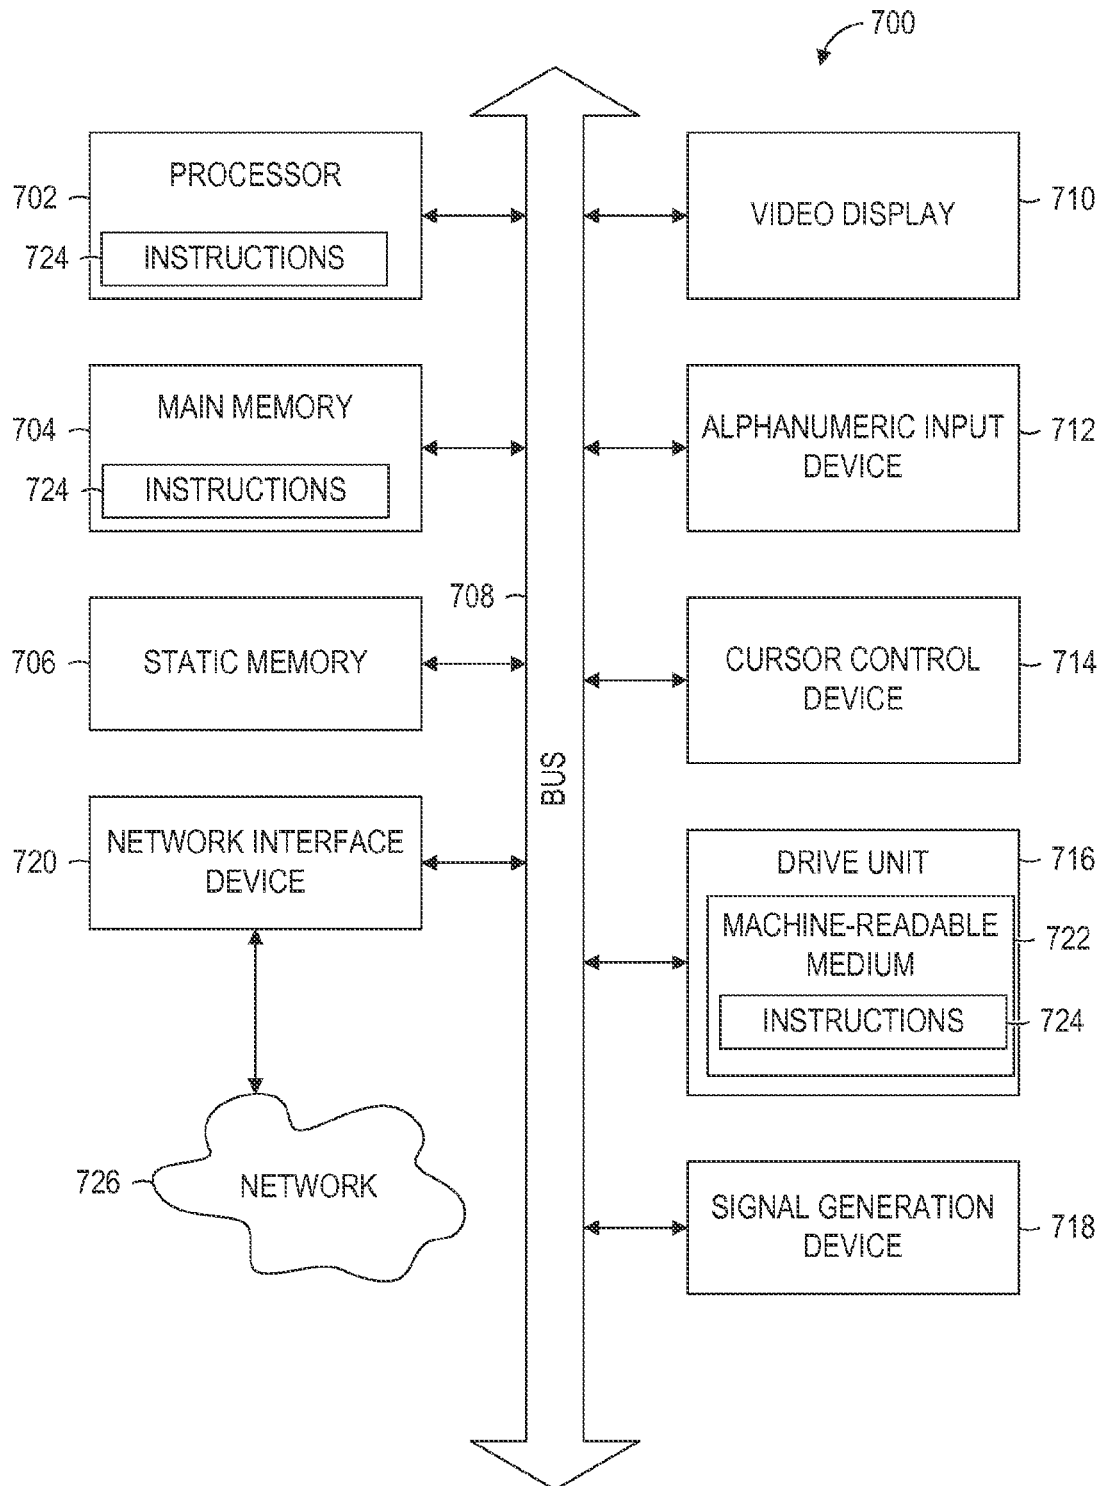 700
PROCESSOR
702
724
INSTRUCTIONS
MAIN MEMORY
704
724
INSTRUCTIONS
708
706
STATIC MEMORY
BUS
NETWORK INTERFACE
DEVICE
720
726
NETWORK
VIDEO DISPLAY
710
ALPHANUMERIC INPUT
DEVICE
712
CURSOR CONTROL
DEVICE
714
DRIVE UNIT
716
MACHINE-READABLE
MEDIUM
722
INSTRUCTIONS
724
SIGNAL GENERATION
DEVICE
718